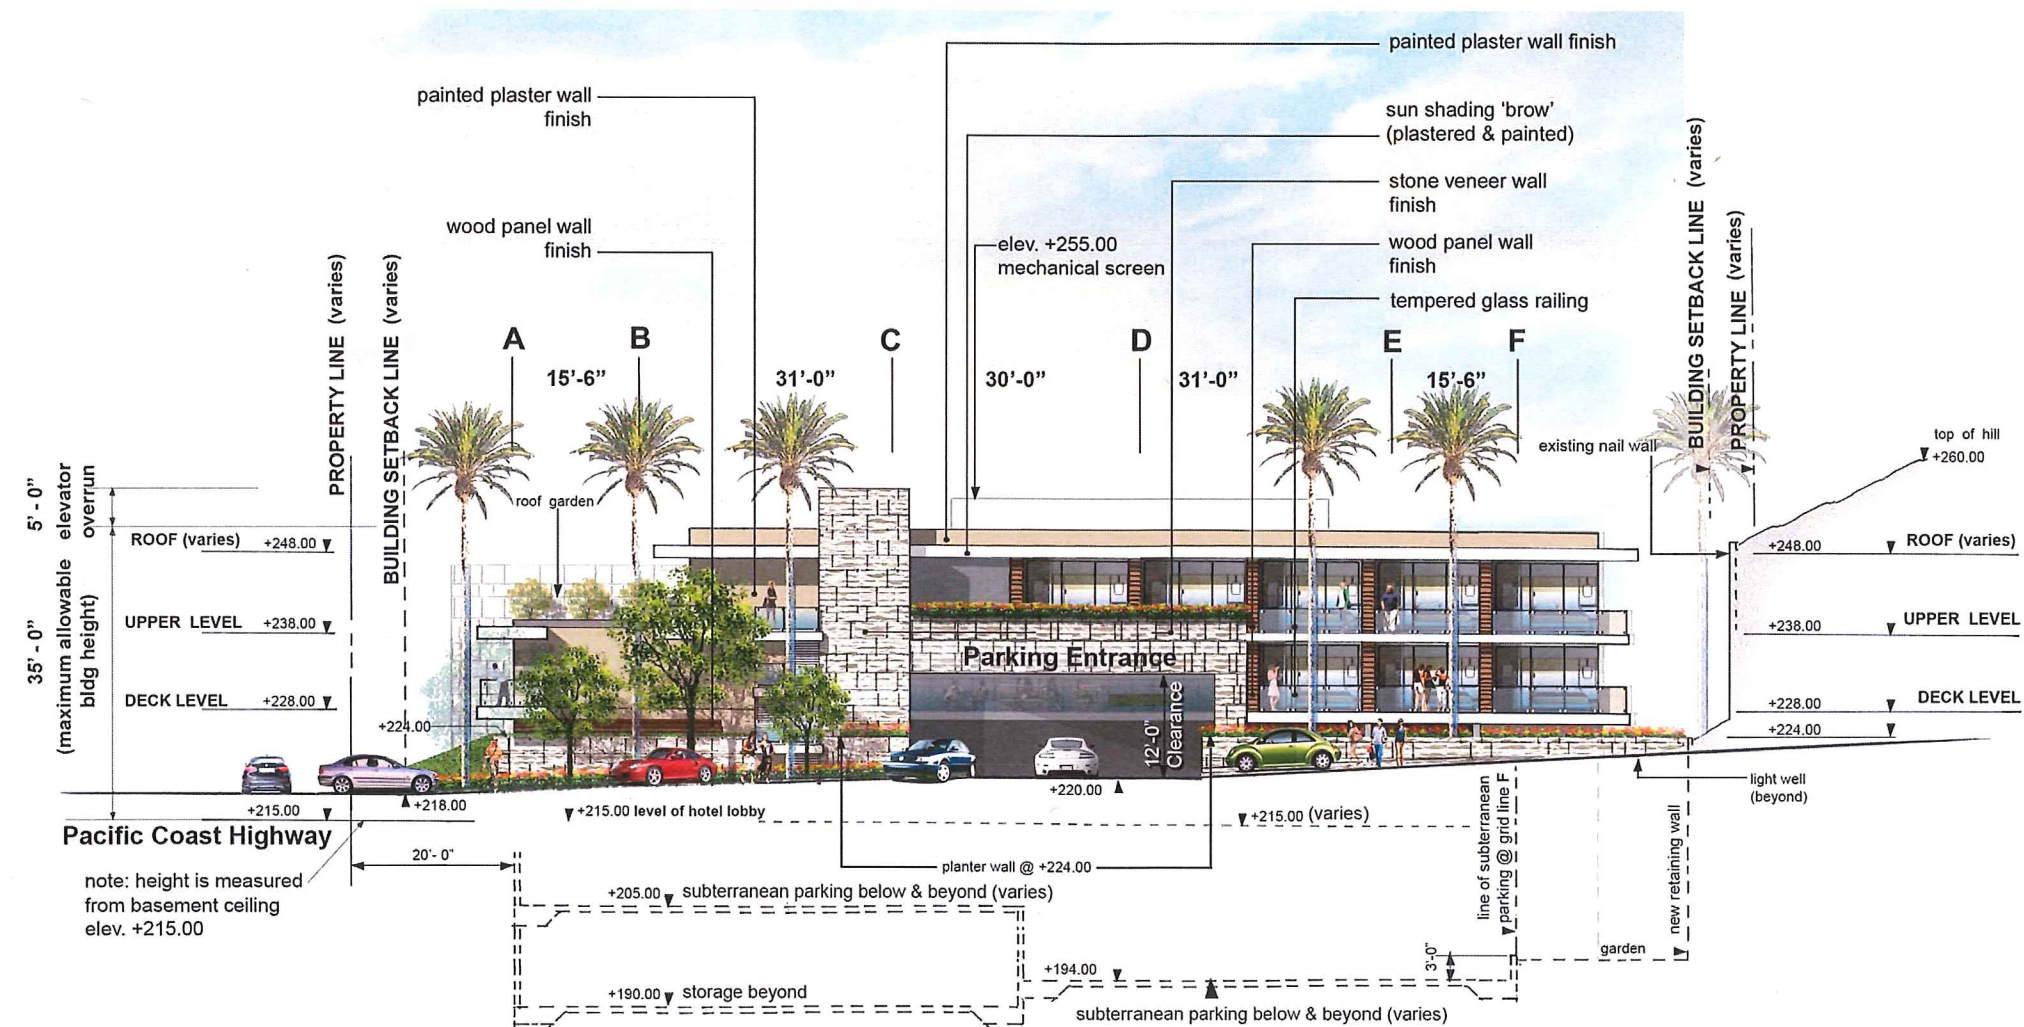 painted plaster wall finish
painted plaster wall
finish
sun shading ‘brow’
(plastered & painted)
stone veneer wall
finish
wood panel wall
finish
elev. +255.00
mechanical screen
wood panel wall
finish
tempered glass railing
PROPERTY LINE (varies)
BUILDING SETBACK LINE (varies)
BUILDING SETBACK LINE (varies)
PROPERTY LINE (varies)
A
B
C
D
E
F
15’-6”
31’-0”
30’-0”
31’-0”
15’-6”
existing nail wall
top of hill
+260.00
roof garden
5’ - 0”
elevator
overrun
35’ - 0”
(maximum allowable
bldg height)
ROOF (varies)
+248.00
UPPER LEVEL
+238.00
DECK LEVEL
+228.00
+224.00
+248.00
ROOF (varies)
+238.00
UPPER LEVEL
+228.00
DECK LEVEL
+224.00
Parking Entrance
12’-0”
Clearance
light well
(beyond)
+215.00
+218.00
+215.00 level of hotel lobby
+220.00
+215.00 (varies)
Pacific Coast Highway
20’- 0”
note: height is measured
from basement ceiling
elev. +215.00
planter wall @ +224.00
+205.00
subterranean parking below & beyond (varies)
line of subterranean
parking @ grid line F
new retaining wall
garden
3’-0”
+194.00
+190.00
storage beyond
subterranean parking below & beyond (varies)